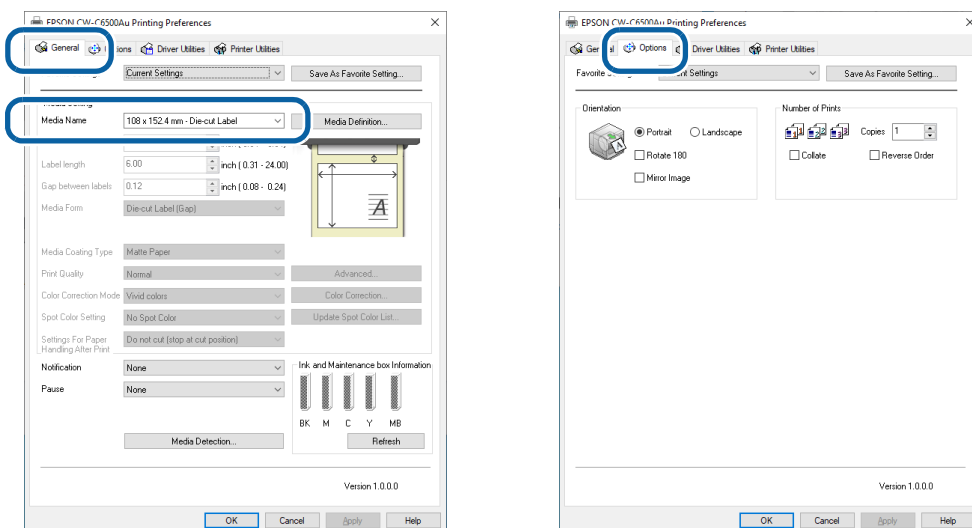 EPSON CW-C6500Au Printing Preferences
General
Driver Utilities
Printer Utilities
Current Settings
Save As Favorite Setting...
Media Name
108 x 152.4 mm - Die-cut Label
Media Definition...
Label length
6.00
inch ( 0.31 - 24.00)
Gap between labels
0.12
inch ( 0.08 - 0.24)
Media Form
Die-cut Label (Gap)
A
Media Coating Type
Matte Paper
Print Quality
Normal
Advanced...
Color Correction Mode
Vivid colors
Color Correction...
Spot Color Setting
No Spot Color
Update Spot Color List...
Settings For Paper
Handling After Print
Do not cut (stop at cut position)
Notification
None
Pause
None
Ink and Maintenance box Information
BK M C Y MB
Media Detection...
Refresh
Version 1.0.0.0
OK
Cancel
Apply
Help
EPSON CW-C6500Au Printing Preferences
Options
Driver Utilities
Printer Utilities
Settings
Save As Favorite Setting...
Orientation
A
Portrait
Landscape
Rotate 180
Mirror Image
Number of Prints
1 1 2 2 3 3
Copies
1
Collate
Reverse Order
Version 1.0.0.0
OK
Cancel
Apply
Help